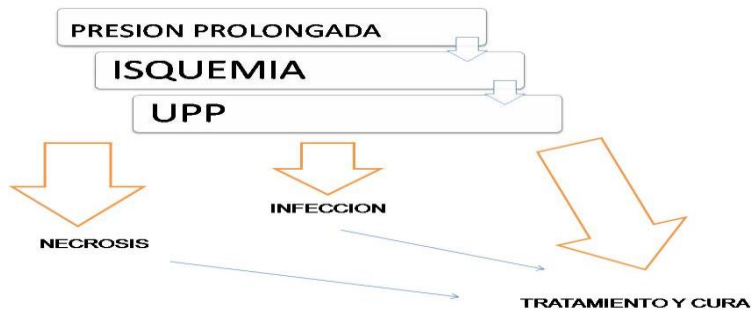 PRESION PROLONGADA
ISQUEMIA
UPP
INFECCION
NECROSIS
TRATAMIENTO Y CURA